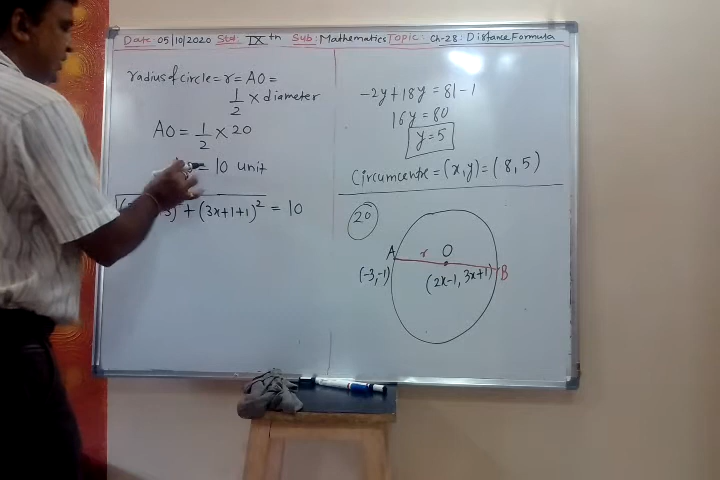 Date: 05/10/2020 Std: IXth Sub: Mathematics Topic: Ch-28: Distance Formula
radius of circle = r = AO =
1/2 × diameter
AO = 1/2 × 20
= 10 unit
+ (3x+1+1)² = 10
-2y + 18y = 81 - 1
16y = 80
y = 5
Circumcentre = (x, y) = (8, 5)
20
A r O
(-3, -1) (2x-1, 3x+1) B